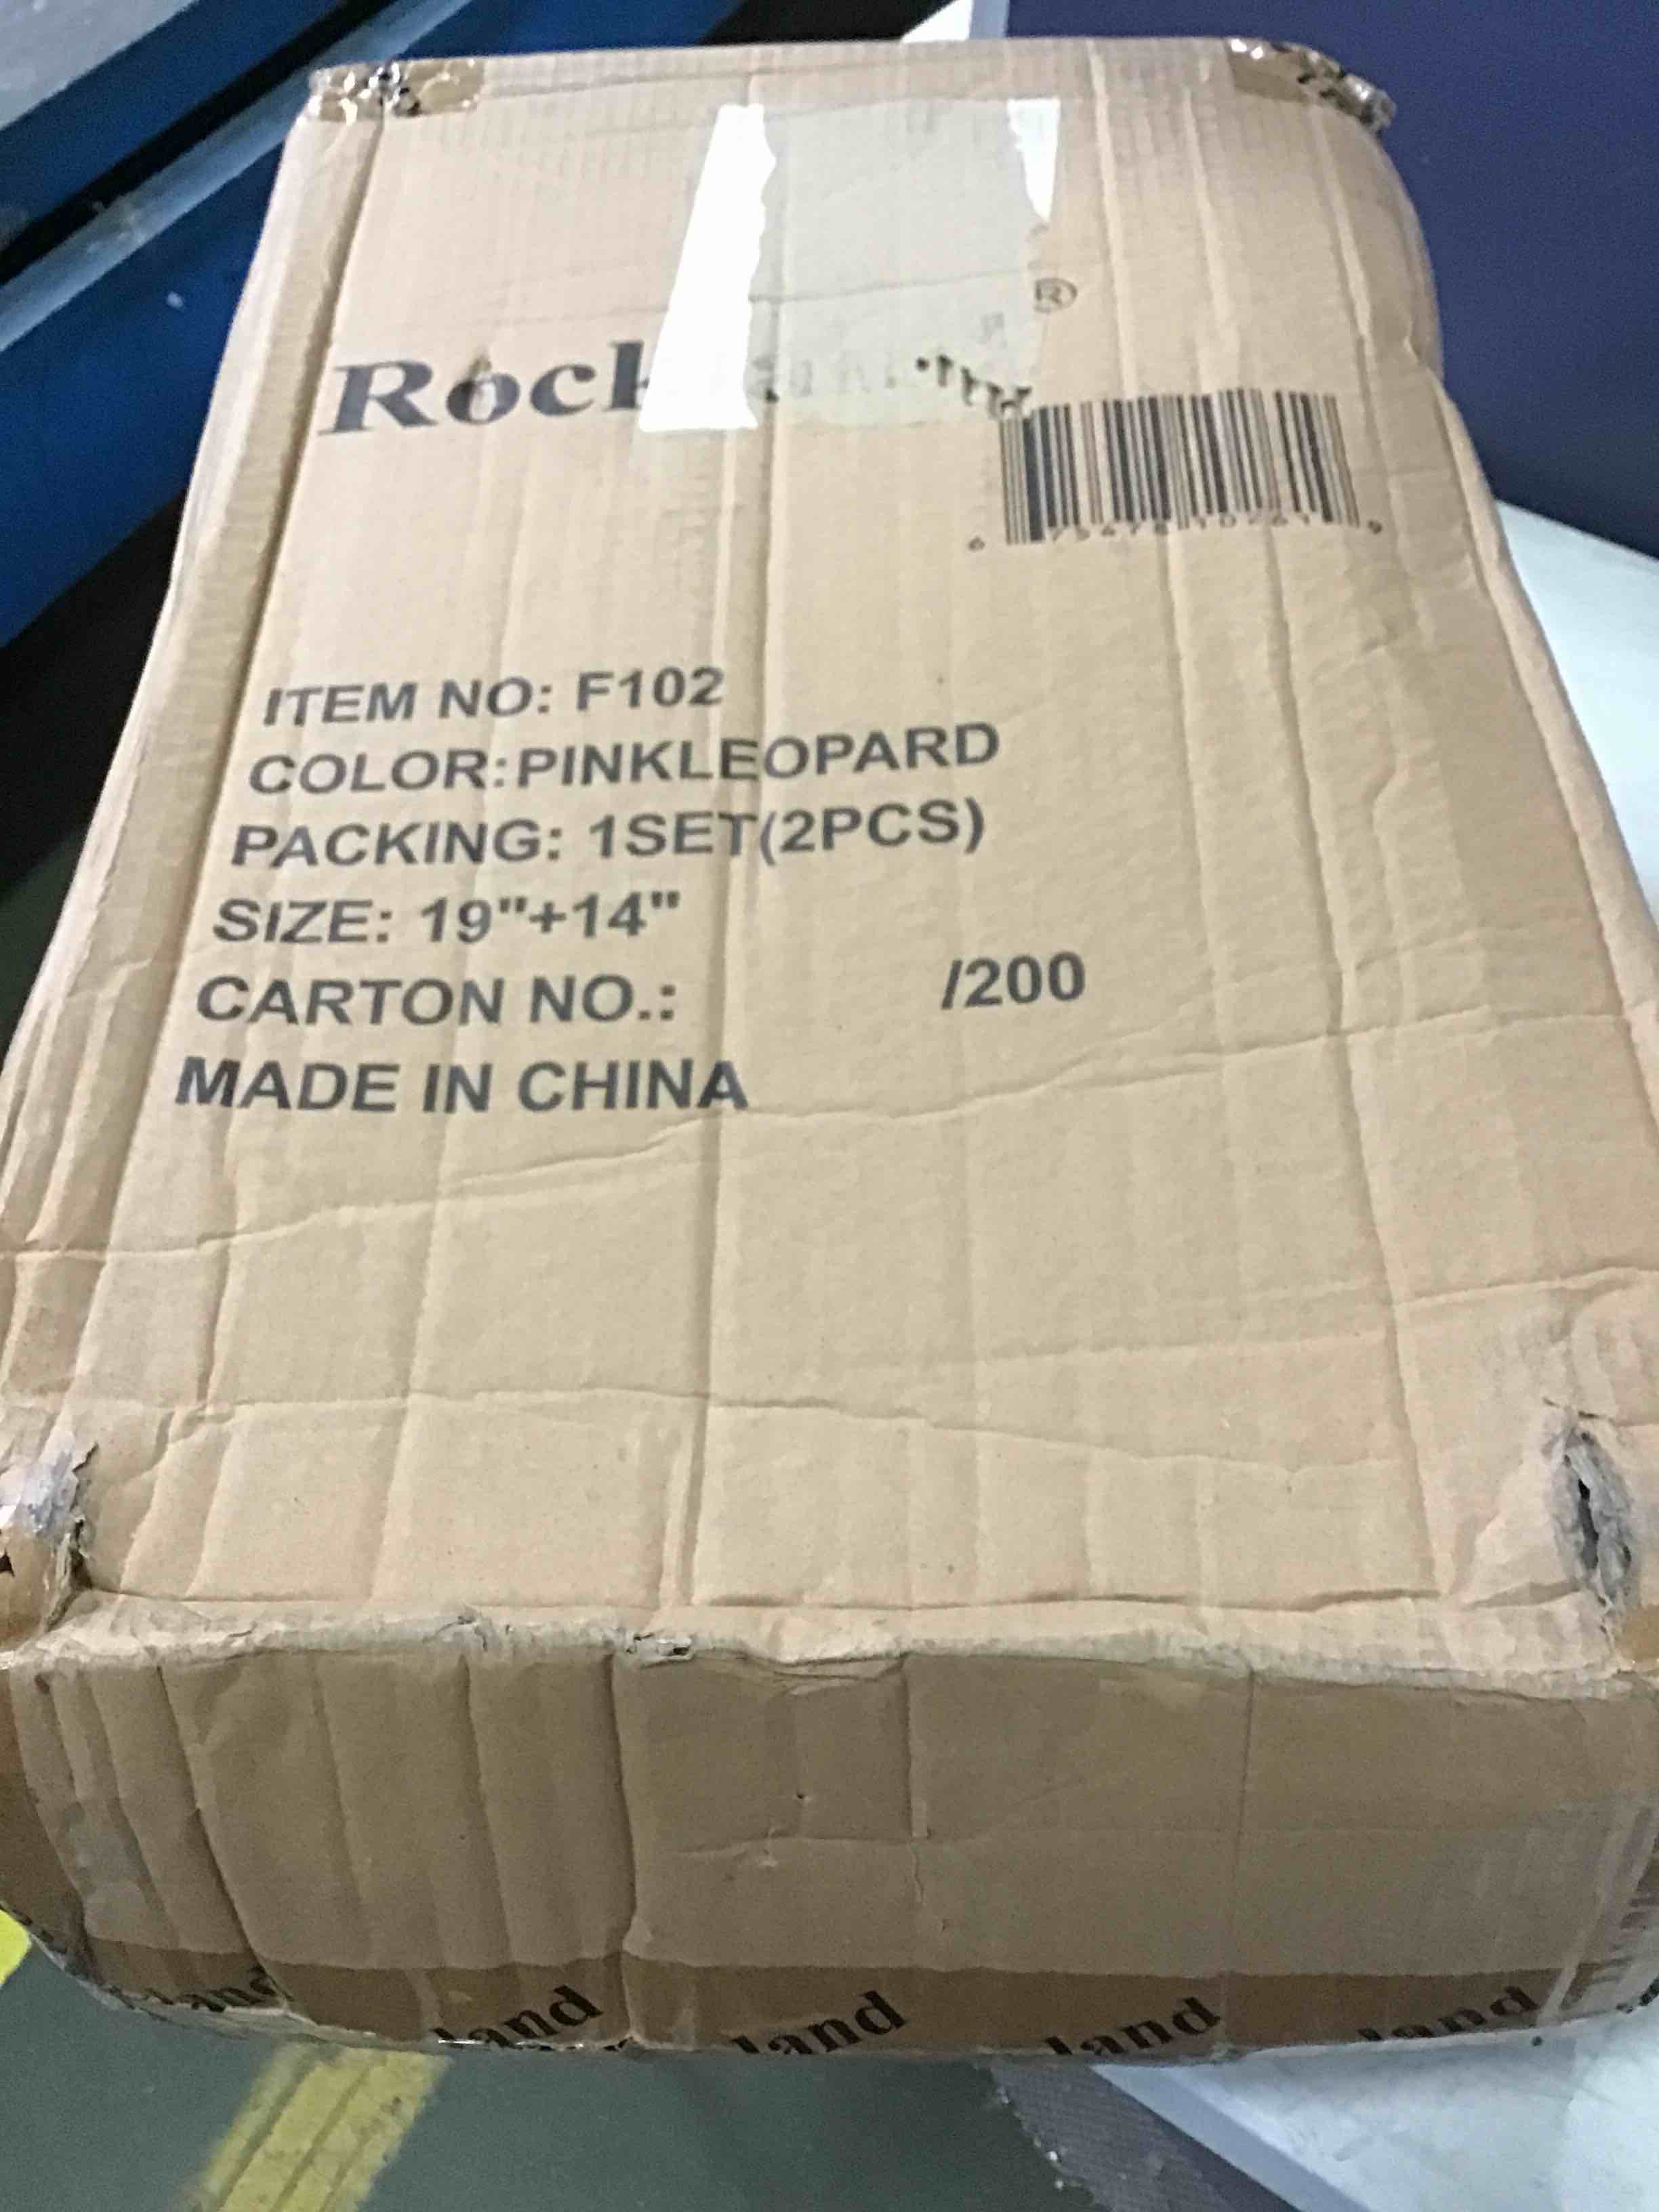 Rock
®
ITEM NO: F102
COLOR:PINKLEOPARD
PACKING: 1SET(2PCS)
SIZE: 19"+14"
CARTON NO.: /200
MADE IN CHINA
land land land land